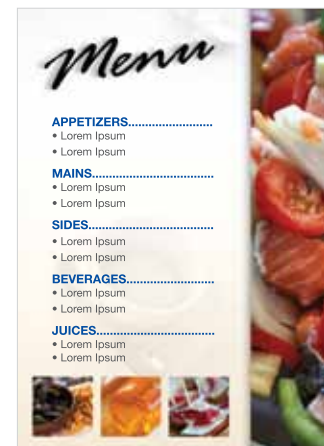 Menu
APPETIZERS.........................
• Lorem Ipsum
• Lorem Ipsum
MAINS....................................
• Lorem Ipsum
• Lorem Ipsum
SIDES.....................................
• Lorem Ipsum
• Lorem Ipsum
BEVERAGES..........................
• Lorem Ipsum
• Lorem Ipsum
JUICES...................................
• Lorem Ipsum
• Lorem Ipsum